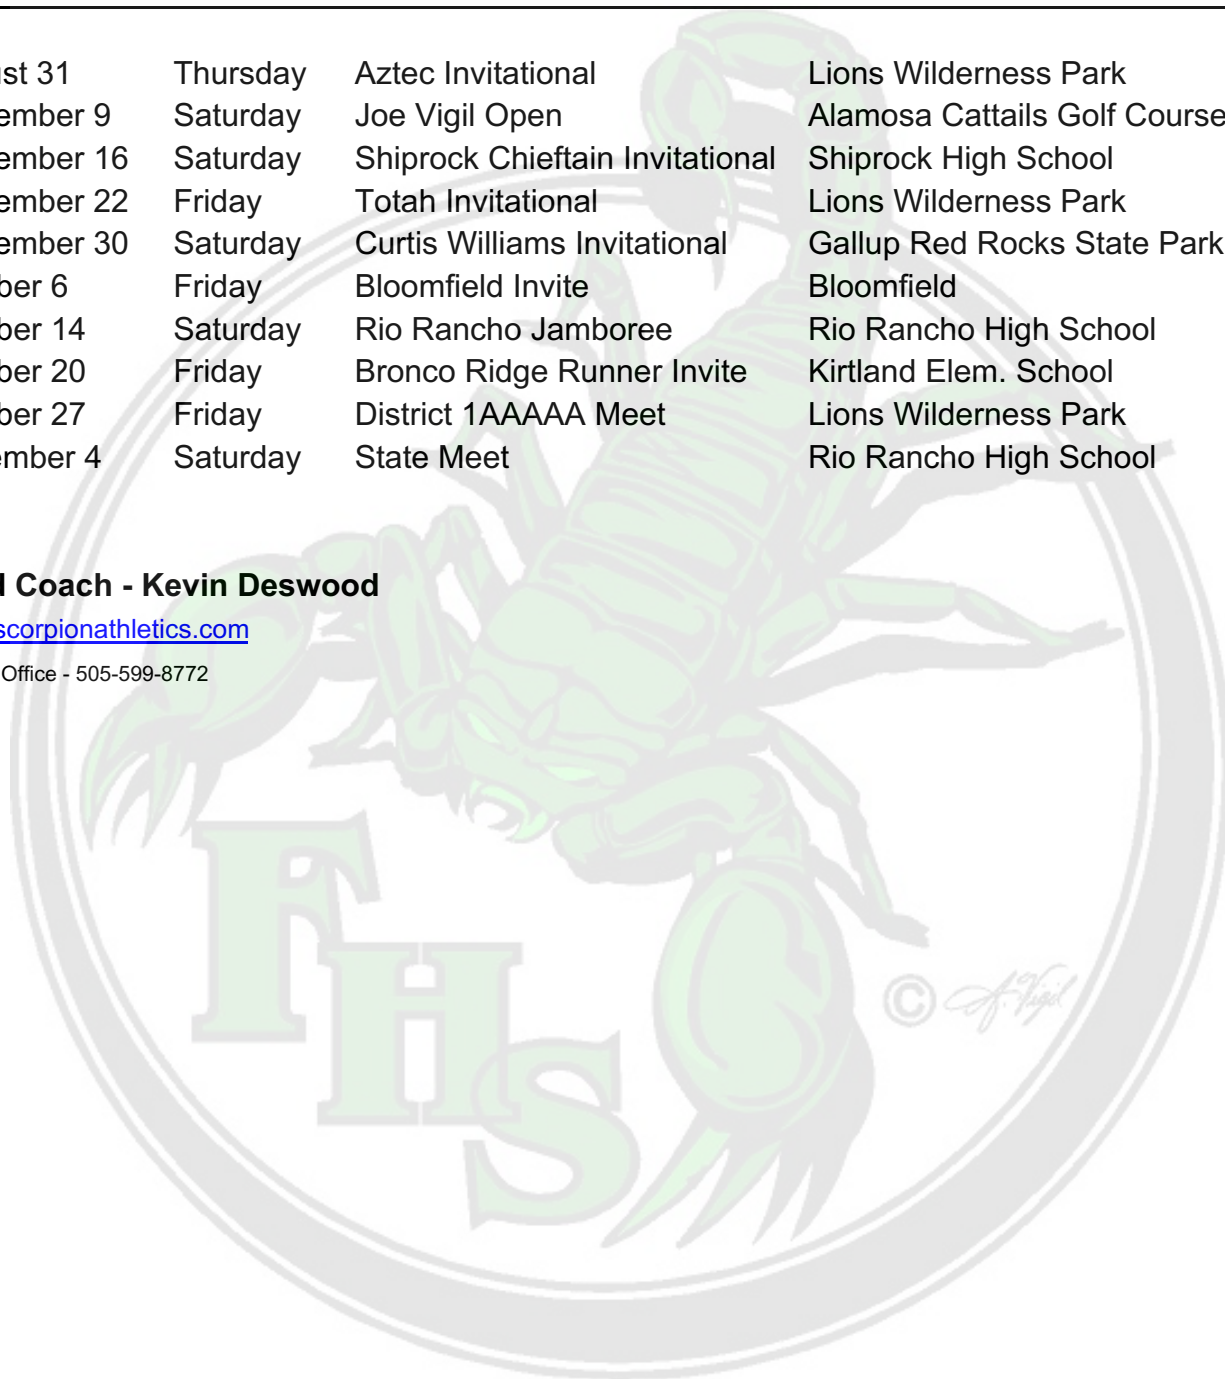 ust 31 Thursday Aztec Invitational Lions Wilderness Park
ember 9 Saturday Joe Vigil Open Alamosa Cattails Golf Course
ember 16 Saturday Shiprock Chieftain Invitational Shiprock High School
ember 22 Friday Totah Invitational Lions Wilderness Park
ember 30 Saturday Curtis Williams Invitational Gallup Red Rocks State Park
ber 6 Friday Bloomfield Invite Bloomfield
ber 14 Saturday Rio Rancho Jamboree Rio Rancho High School
ber 20 Friday Bronco Ridge Runner Invite Kirtland Elem. School
ber 27 Friday District 1AAAAA Meet Lions Wilderness Park
ember 4 Saturday State Meet Rio Rancho High School
d Coach - Kevin Deswood
scorpionathletics.com
Office - 505-599-8772
FHS
© A. Vigil